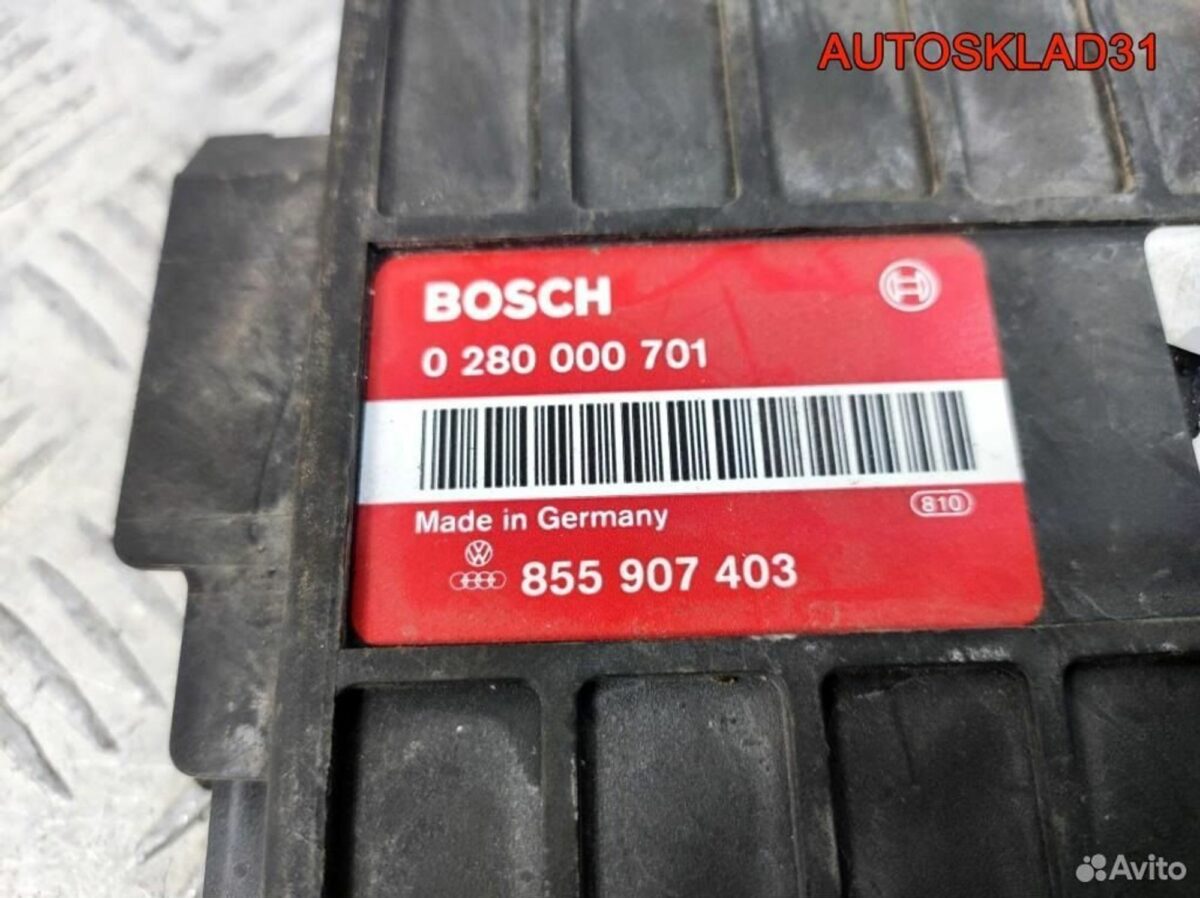 AUTOSKLAD31
BOSCH
0 280 000 701
Made in Germany
810
855 907 403
Avito